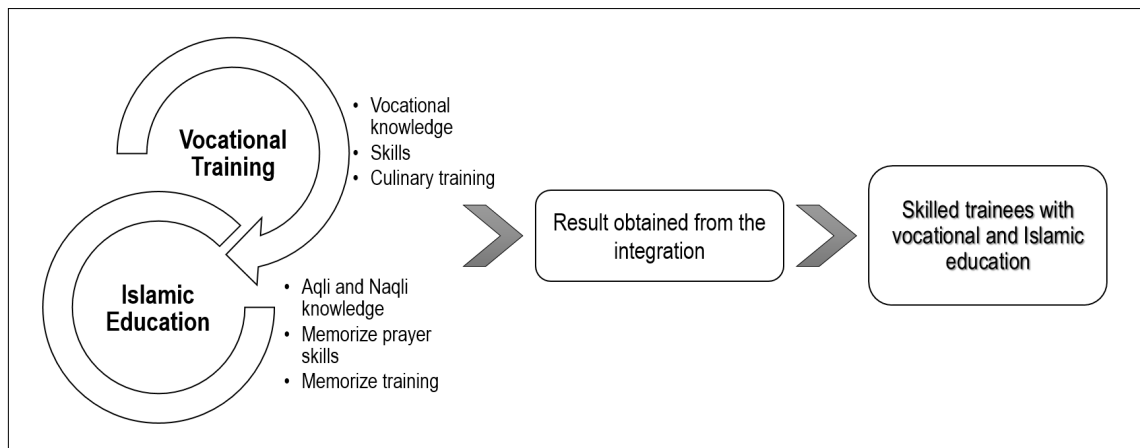 Vocational
Training
• Vocational
knowledge
• Skills
• Culinary training
Islamic
Education
• Aqli and Naqli
knowledge
• Memorize prayer
skills
• Memorize training
Result obtained from the
integration
Skilled trainees with
vocational and Islamic
education